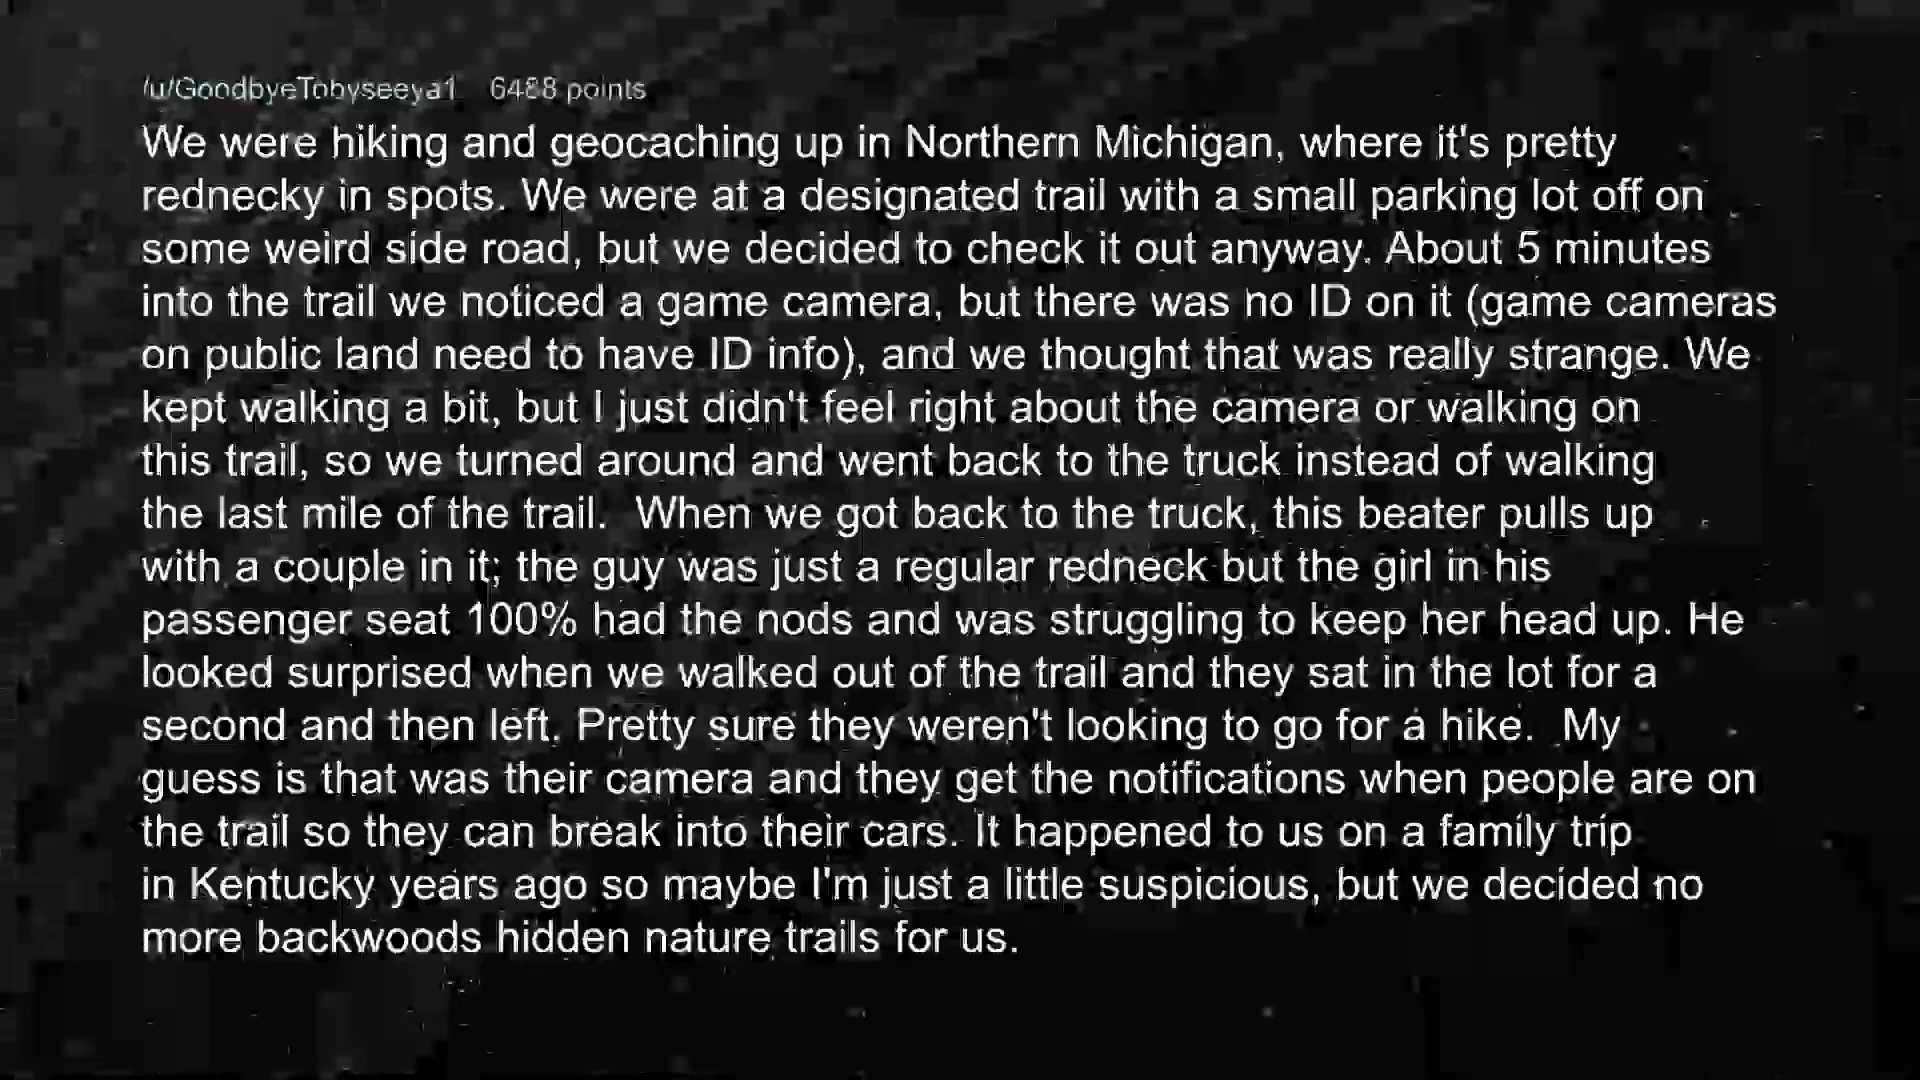 /u/GoodbyeTobyseeya1 6488 points
We were hiking and geocaching up in Northern Michigan, where it's pretty
rednecky in spots. We were at a designated trail with a small parking lot off on
some weird side road, but we decided to check it out anyway. About 5 minutes
into the trail we noticed a game camera, but there was no ID on it (game cameras
on public land need to have ID info), and we thought that was really strange. We
kept walking a bit, but I just didn't feel right about the camera or walking on
this trail, so we turned around and went back to the truck instead of walking
the last mile of the trail.  When we got back to the truck, this beater pulls up
with a couple in it; the guy was just a regular redneck but the girl in his
passenger seat 100% had the nods and was struggling to keep her head up. He
looked surprised when we walked out of the trail and they sat in the lot for a
second and then left. Pretty sure they weren't looking to go for a hike.  My
guess is that was their camera and they get the notifications when people are on
the trail so they can break into their cars. It happened to us on a family trip
in Kentucky years ago so maybe I'm just a little suspicious, but we decided no
more backwoods hidden nature trails for us.